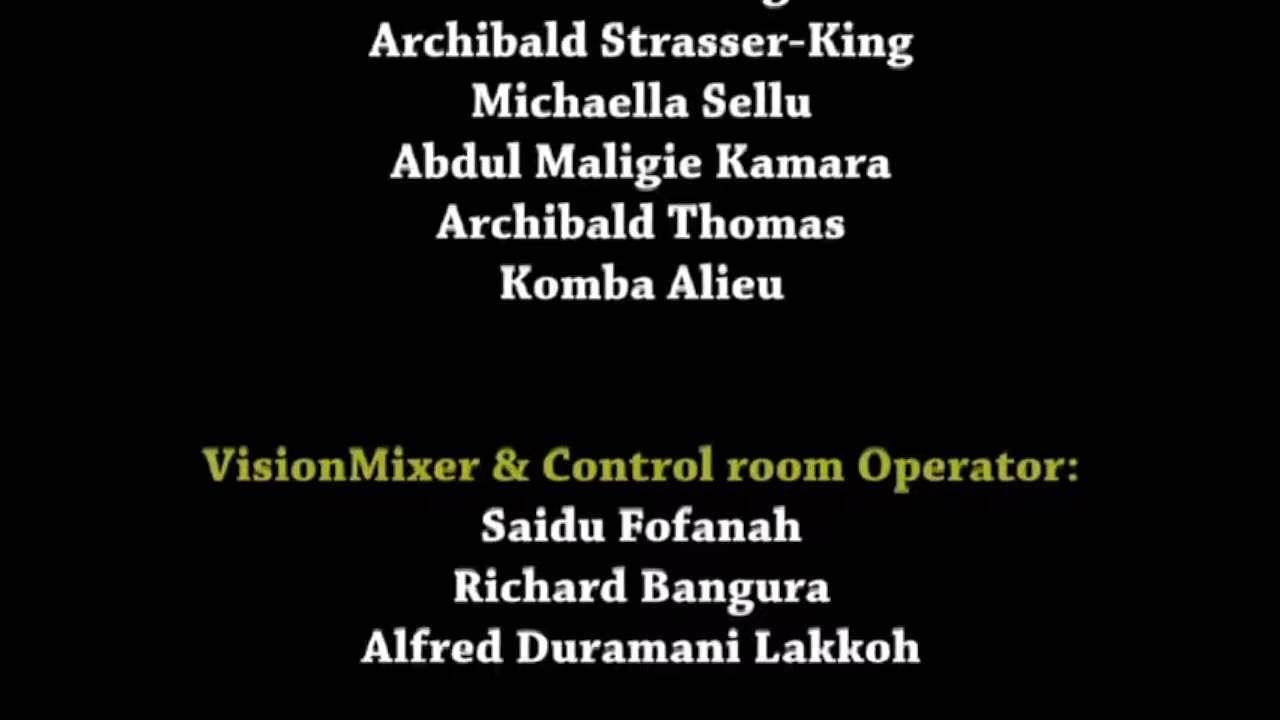 Archibald Strasser-King
Michaella Sellu
Abdul Maligie Kamara
Archibald Thomas
Komba Alieu
VisionMixer & Control room Operator:
Saidu Fofanah
Richard Bangura
Alfred Duramani Lakkoh